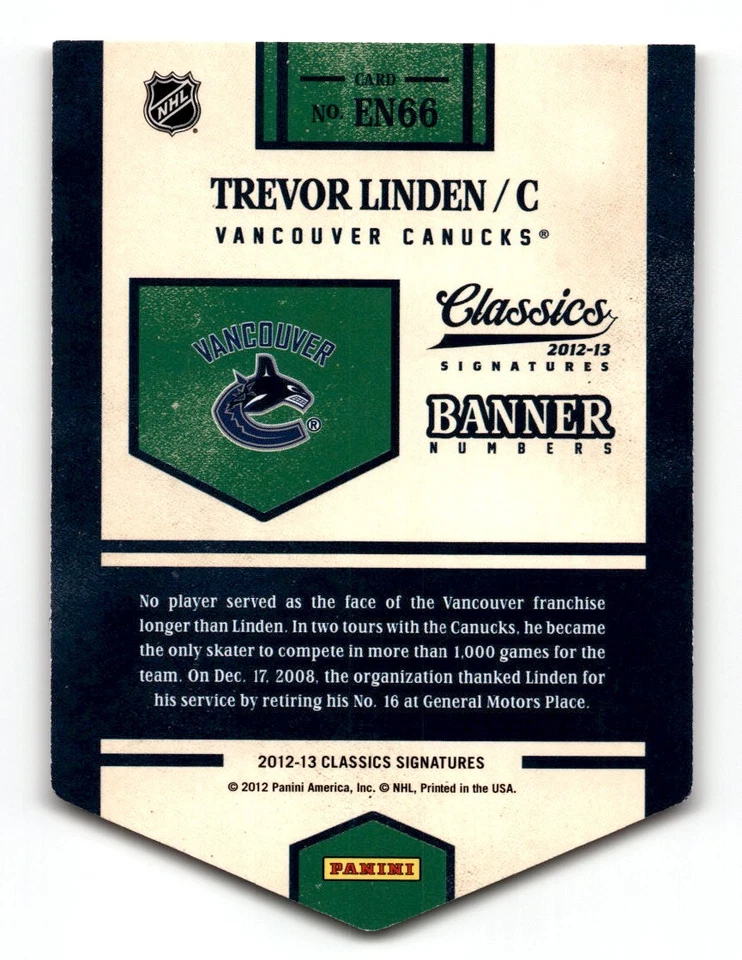 NHL
CARD
NO. EN66
TREVOR LINDEN / C
VANCOUVER CANUCKS®
VANCOUVER
®
Classics
2012-13
SIGNATURES
BANNER
NUMBERS
No player served as the face of the Vancouver franchise
longer than Linden. In two tours with the Canucks, he became
the only skater to compete in more than 1,000 games for the
team. On Dec. 17, 2008, the organization thanked Linden for
his service by retiring his No. 16 at General Motors Place.
2012-13 CLASSICS SIGNATURES
© 2012 Panini America, Inc. © NHL, Printed in the USA.
PANINI